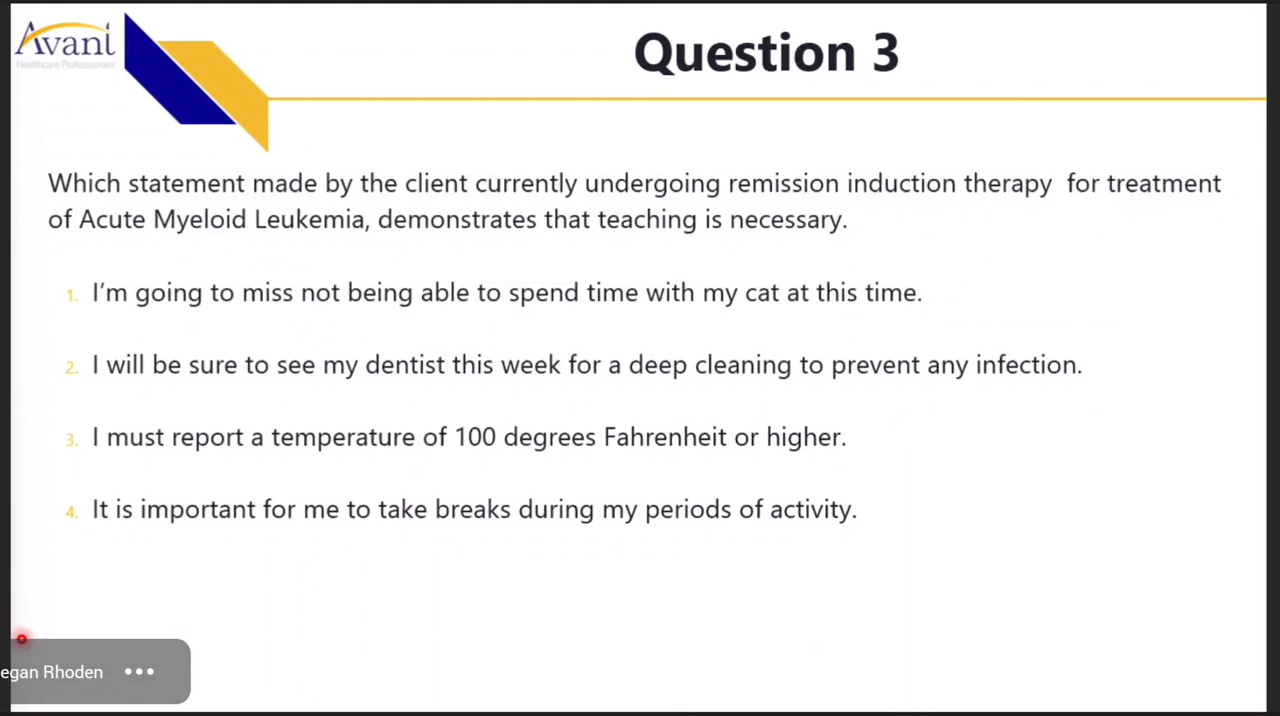 Avant
Healthcare Professionals
Question 3
Which statement made by the client currently undergoing remission induction therapy for treatment
of Acute Myeloid Leukemia, demonstrates that teaching is necessary.
1. I'm going to miss not being able to spend time with my cat at this time.
2. I will be sure to see my dentist this week for a deep cleaning to prevent any infection.
3. I must report a temperature of 100 degrees Fahrenheit or higher.
4. It is important for me to take breaks during my periods of activity.
egan Rhoden •••